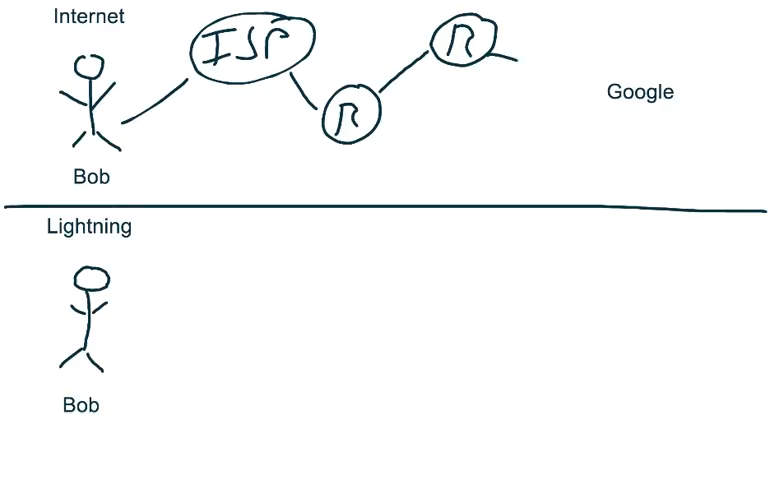 Internet
ISP
R
R
Google
Bob
Lightning
Bob